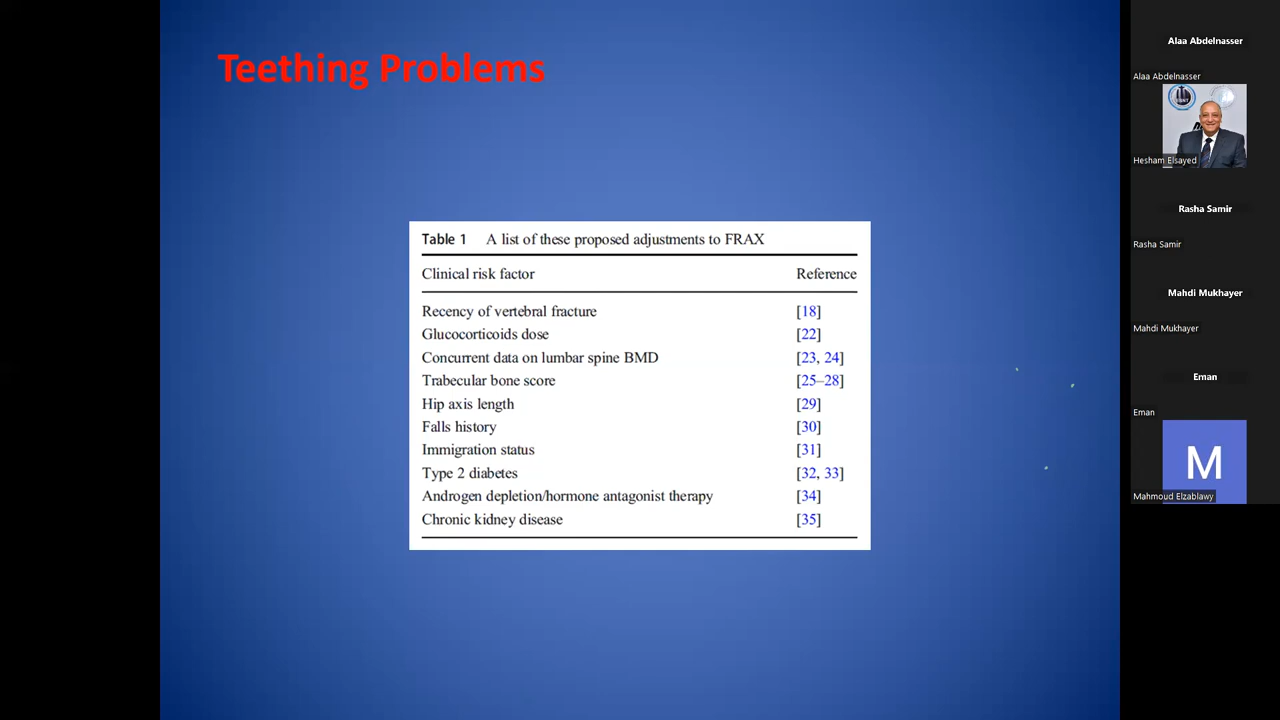 Teething Problems
Table 1 A list of these proposed adjustments to FRAX
Clinical risk factor Reference
Recency of vertebral fracture [18]
Glucocorticoids dose [22]
Concurrent data on lumbar spine BMD [23, 24]
Trabecular bone score [25–28]
Hip axis length [29]
Falls history [30]
Immigration status [31]
Type 2 diabetes [32, 33]
Androgen depletion/hormone antagonist therapy [34]
Chronic kidney disease [35]
Alaa Abdelnasser
Alaa Abdelnasser
Hesham Elsayed
Rasha Samir
Rasha Samir
Mahdi Mukhayer
Mahdi Mukhayer
Eman
Eman
M
Mahmoud Elzablawy